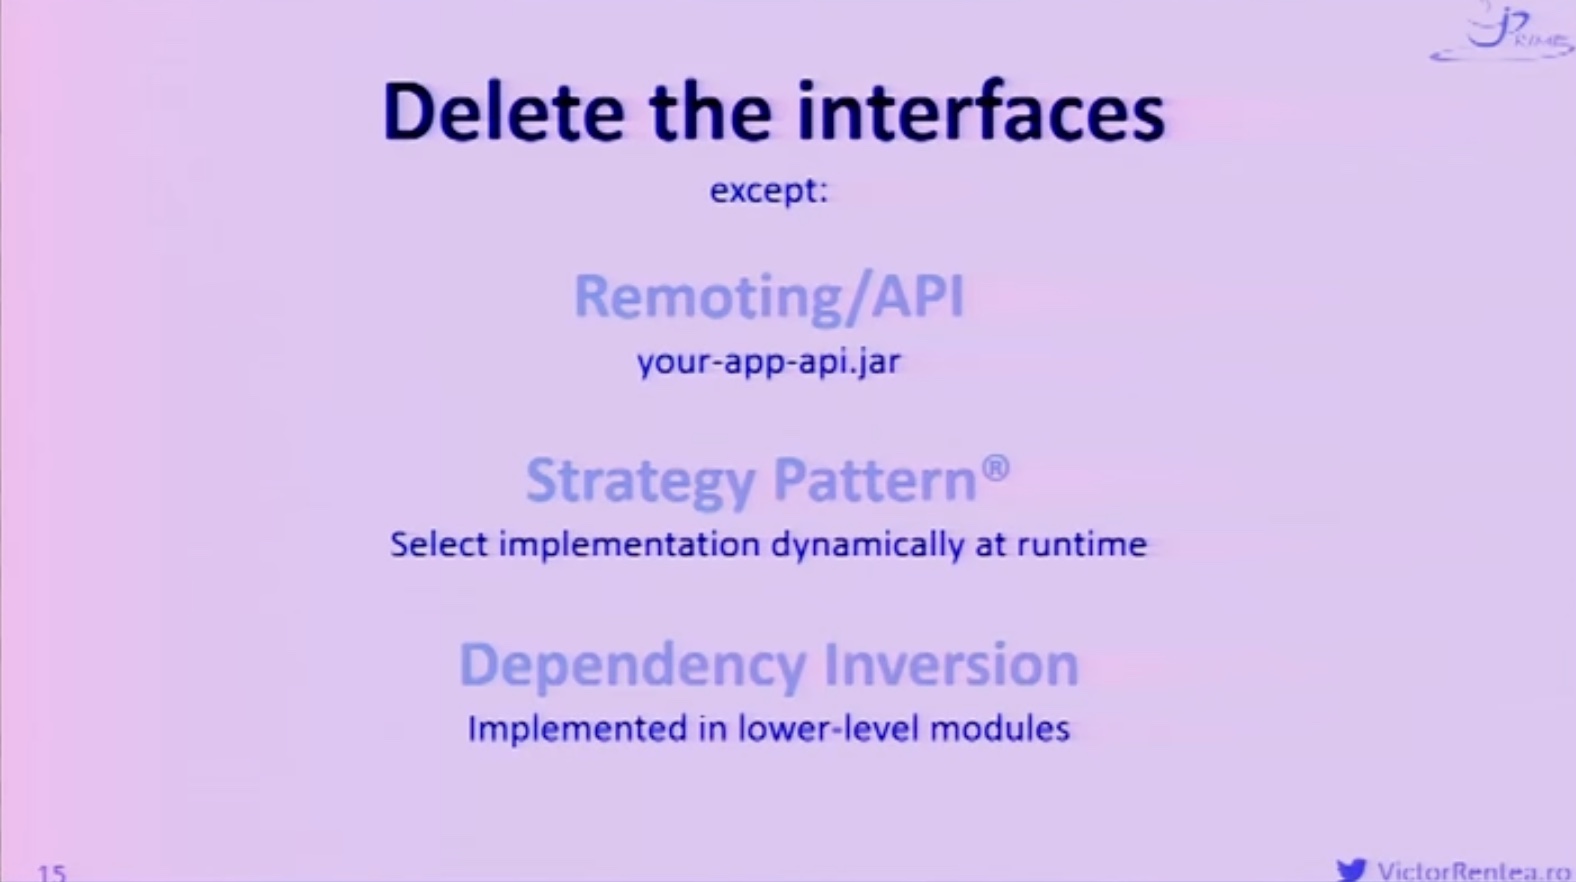 JPRIME
Delete the interfaces
except:
Remoting/API
your-app-api.jar
Strategy Pattern®
Select implementation dynamically at runtime
Dependency Inversion
Implemented in lower-level modules
15
VictorRentea.ro